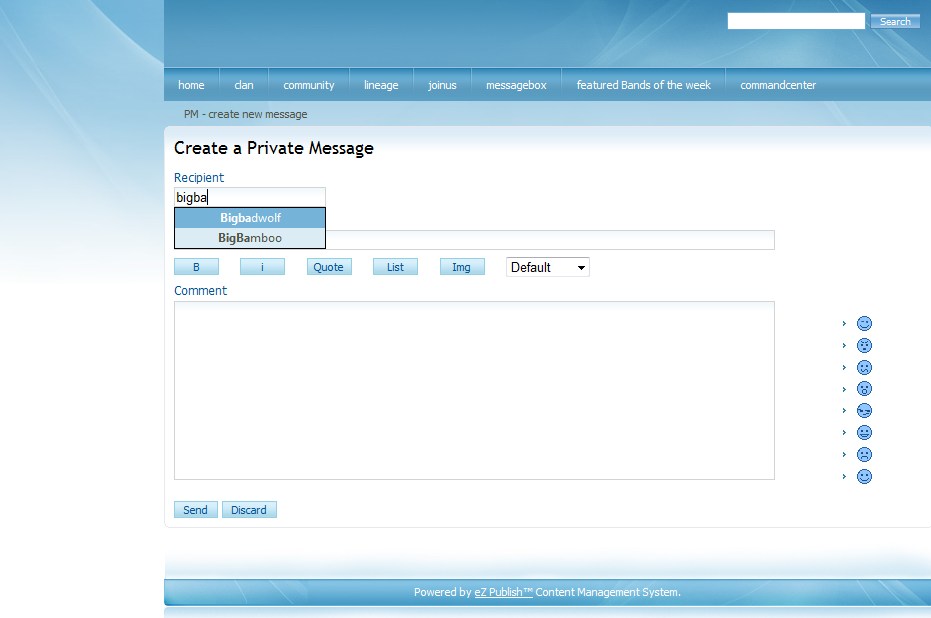 Search
home clan community lineage joinus messagebox featured Bands of the week commandcenter
PM - create new message
Create a Private Message
Recipient
bigba
Bigbadwolf
BigBamboo
B i Quote List Img Default
Comment
Send Discard
Powered by eZ Publish™ Content Management System.